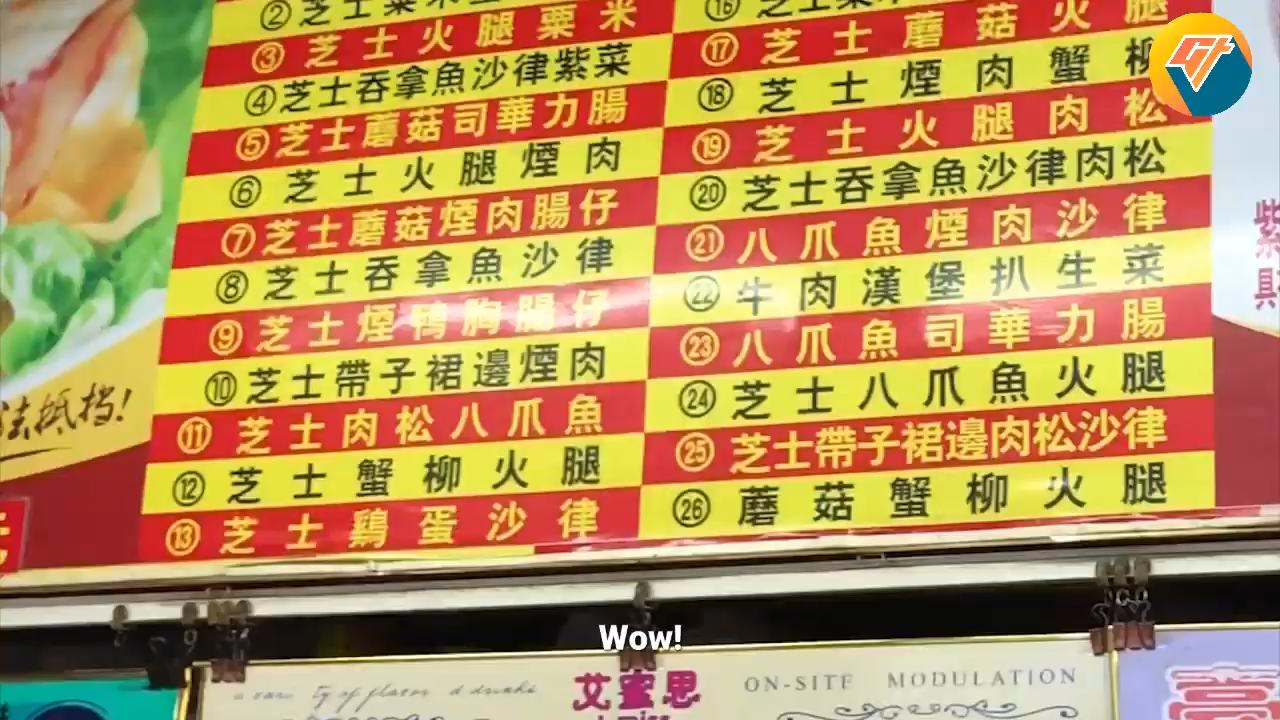 ②芝士粟米
③芝士火腿粟米
④芝士吞拿魚沙律紫菜
⑤芝士蘑菇司華力腸
⑥芝士火腿煙肉
⑦芝士蘑菇煙肉腸仔
⑧芝士吞拿魚沙律
⑨芝士煙鴨胸腸仔
⑩芝士帶子裙邊煙肉
⑪芝士肉松八爪魚
⑫芝士蟹柳火腿
⑬芝士鷄蛋沙律
⑯芝士粟
⑰芝士蘑菇火腿
⑱芝士煙肉蟹柳
⑲芝士火腿肉松
⑳芝士吞拿魚沙律肉松
㉑八爪魚煙肉沙律
㉒牛肉漢堡扒生菜
㉓八爪魚司華力腸
㉔芝士八爪魚火腿
㉕芝士帶子裙邊肉松沙律
㉖蘑菇蟹柳火腿
抵档!
紫
Wow!
艾蜜思
ON-SITE MODULATION